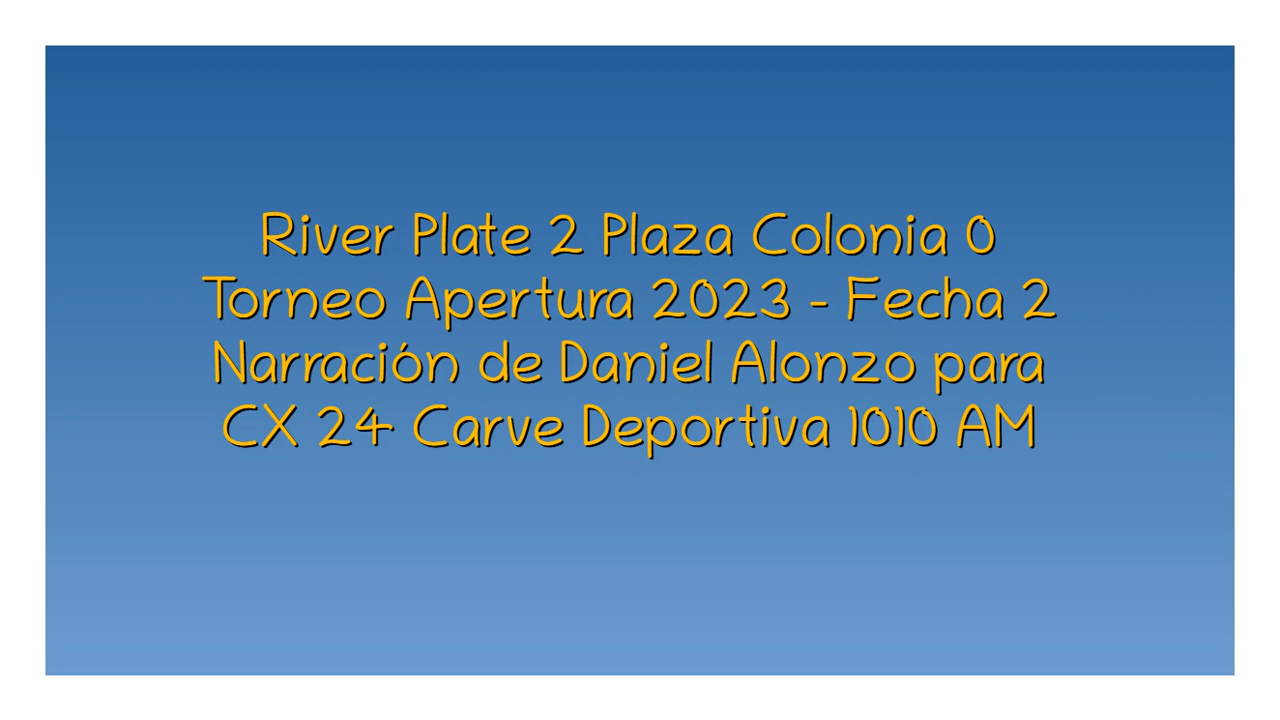 River Plate 2 Plaza Colonia 0
Torneo Apertura 2023 - Fecha 2
Narración de Daniel Alonzo para
CX 24 Carve Deportiva 1010 AM